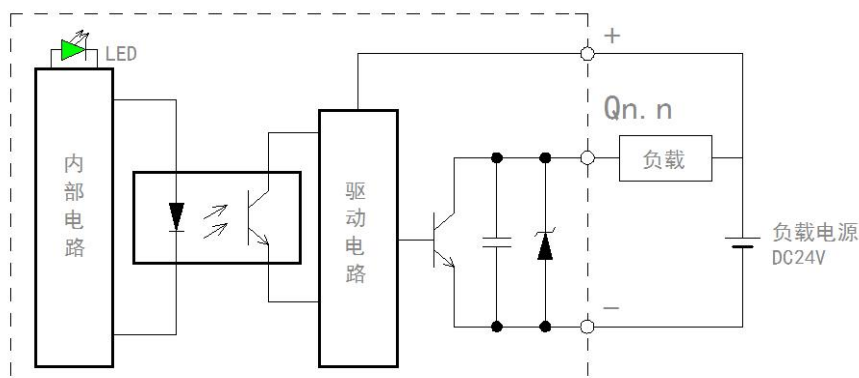 LED
+
Qn.n
内部电路
驱动电路
负载
负载电源
DC24V
—